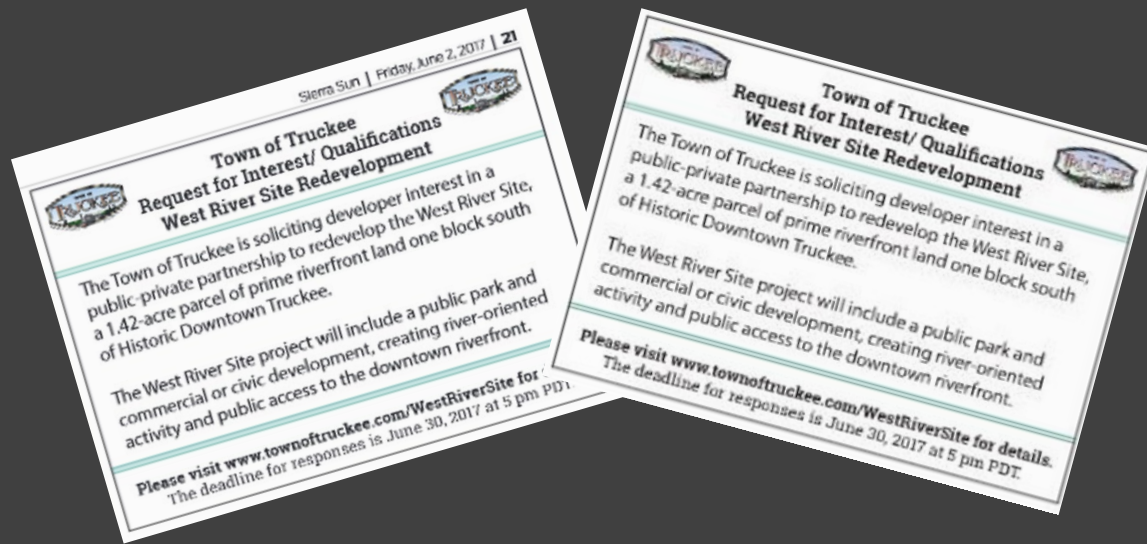 Sierra Sun | Friday, June 2, 2017 | 21
TRUCKEE
TRUCKEE
Town of Truckee
Request for Interest/ Qualifications
West River Site Redevelopment
The Town of Truckee is soliciting developer interest in a
public-private partnership to redevelop the West River Site,
a 1.42-acre parcel of prime riverfront land one block south
of Historic Downtown Truckee.
The West River Site project will include a public park and
commercial or civic development, creating river-oriented
activity and public access to the downtown riverfront.
Please visit www.townoftruckee.com/WestRiverSite for
The deadline for responses is June 30, 2017 at 5 pm PDT.
TRUCKEE
TRUCKEE
Town of Truckee
Request for Interest/ Qualifications
West River Site Redevelopment
The Town of Truckee is soliciting developer interest in a
public-private partnership to redevelop the West River Site,
a 1.42-acre parcel of prime riverfront land one block south
of Historic Downtown Truckee.
The West River Site project will include a public park and
commercial or civic development, creating river-oriented
activity and public access to the downtown riverfront.
Please visit www.townoftruckee.com/WestRiverSite for details.
The deadline for responses is June 30, 2017 at 5 pm PDT.